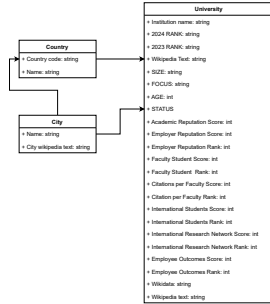 Country
+ Country code: string
+ Name: string
City
+ Name: string
+ City wikipedia text: string
University
+ Institution name: string
+ 2024 RANK: string
+ 2023 RANK: string
+ Wikipedia Text: string
+ SIZE: string
+ FOCUS: string
+ AGE: int
+ STATUS
+ Academic Reputation Score: int
+ Employer Reputation Score: int
+ Employer Reputation Rank: int
+ Faculty Student Score: int
+ Faculty Student Rank: int
+ Citations per Faculty Score: int
+ Citation per Faculty Rank: int
+ International Students Score: int
+ International Students Rank: int
+ International Research Network Score: int
+ International Research Network Rank: int
+ Employee Outcomes Score: int
+ Employee Outcomes Rank: int
+ Wikidata: string
+ Wikipedia text: string